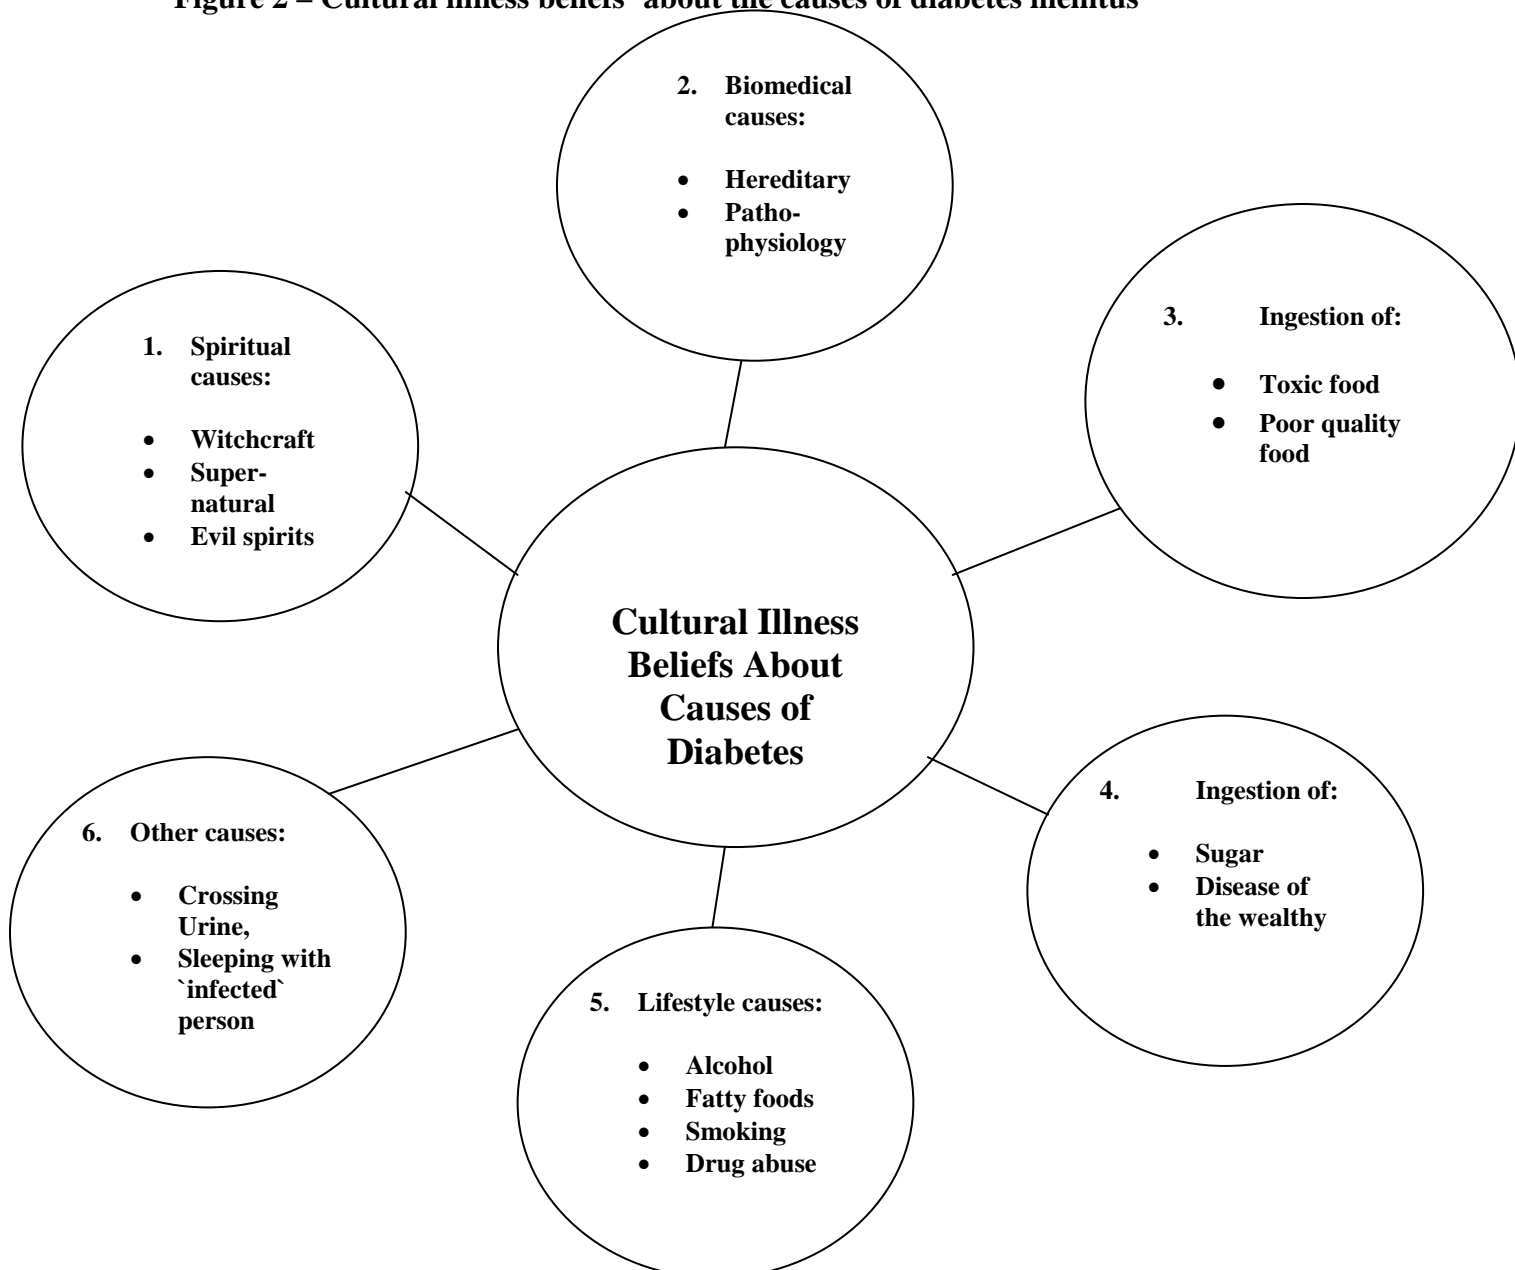 Figure 2 – Cultural illness beliefs about the causes of diabetes mellitus
2. Biomedical
causes:
• Hereditary
• Patho-
physiology
3. Ingestion of:
• Toxic food
• Poor quality
food
1. Spiritual
causes:
• Witchcraft
• Super-
natural
• Evil spirits
Cultural Illness
Beliefs About
Causes of
Diabetes
4. Ingestion of:
• Sugar
• Disease of
the wealthy
6. Other causes:
• Crossing
Urine,
• Sleeping with
`infected`
person
5. Lifestyle causes:
• Alcohol
• Fatty foods
• Smoking
• Drug abuse